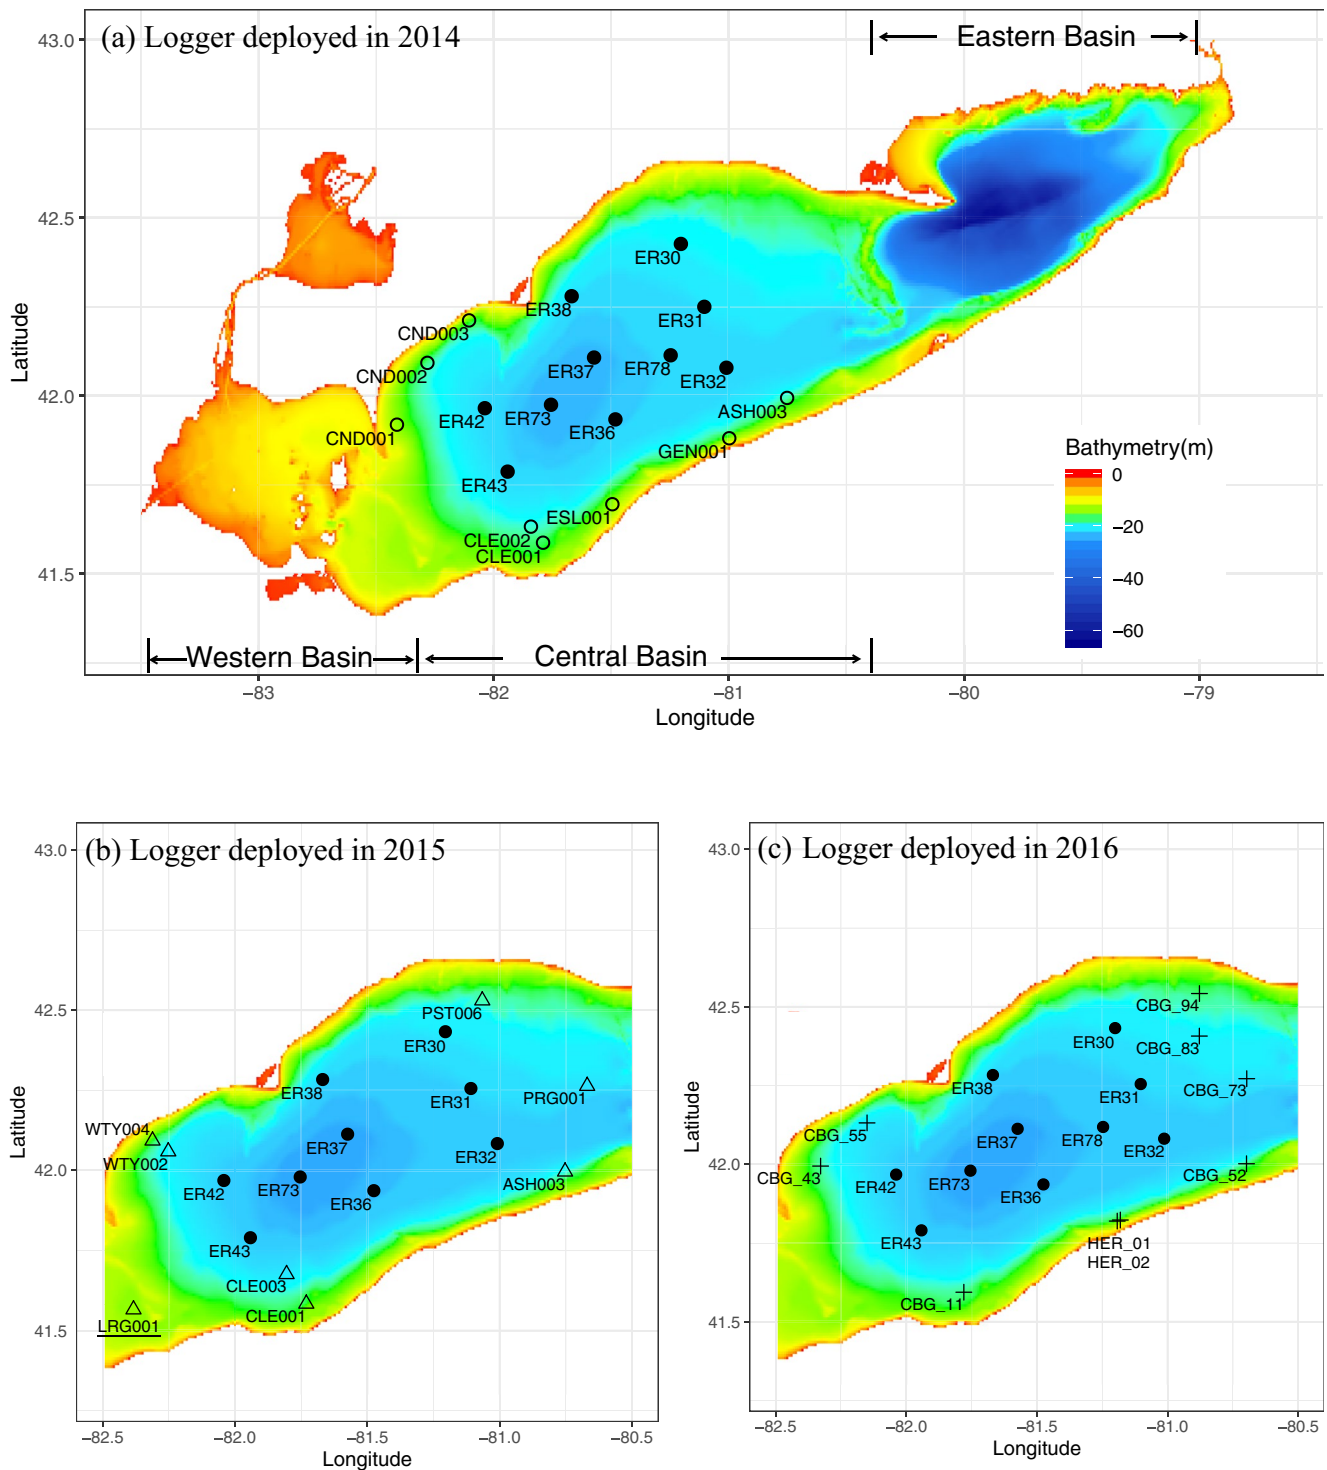 (a) Logger deployed in 2014
Eastern Basin
43.0
42.5
42.0
41.5
Latitude
ER30
ER38
ER31
CND003
ER37
ER78
CND002
ER32
ER42
ER73
ASH003
ER36
CND001
GEN001
ER43
ESL001
CLE002
CLE001
Bathymetry(m)
0
−20
−40
−60
Western Basin
Central Basin
−83
−82
−81
−80
−79
Longitude
(b) Logger deployed in 2015
43.0
42.5
42.0
41.5
Latitude
PST006
ER30
ER38
ER31
PRG001
WTY004
ER37
WTY002
ER32
ER42
ER73
ASH003
ER36
ER43
CLE003
CLE001
LRG001
−82.5
−82.0
−81.5
−81.0
−80.5
Longitude
(c) Logger deployed in 2016
43.0
42.5
42.0
41.5
Latitude
CBG_94
ER30
CBG_83
ER38
CBG_73
ER31
CBG_55
ER37
ER78
ER32
CBG_43
ER42
ER73
CBG_52
ER36
ER43
HER_01
HER_02
CBG_11
−82.5
−82.0
−81.5
−81.0
−80.5
Longitude